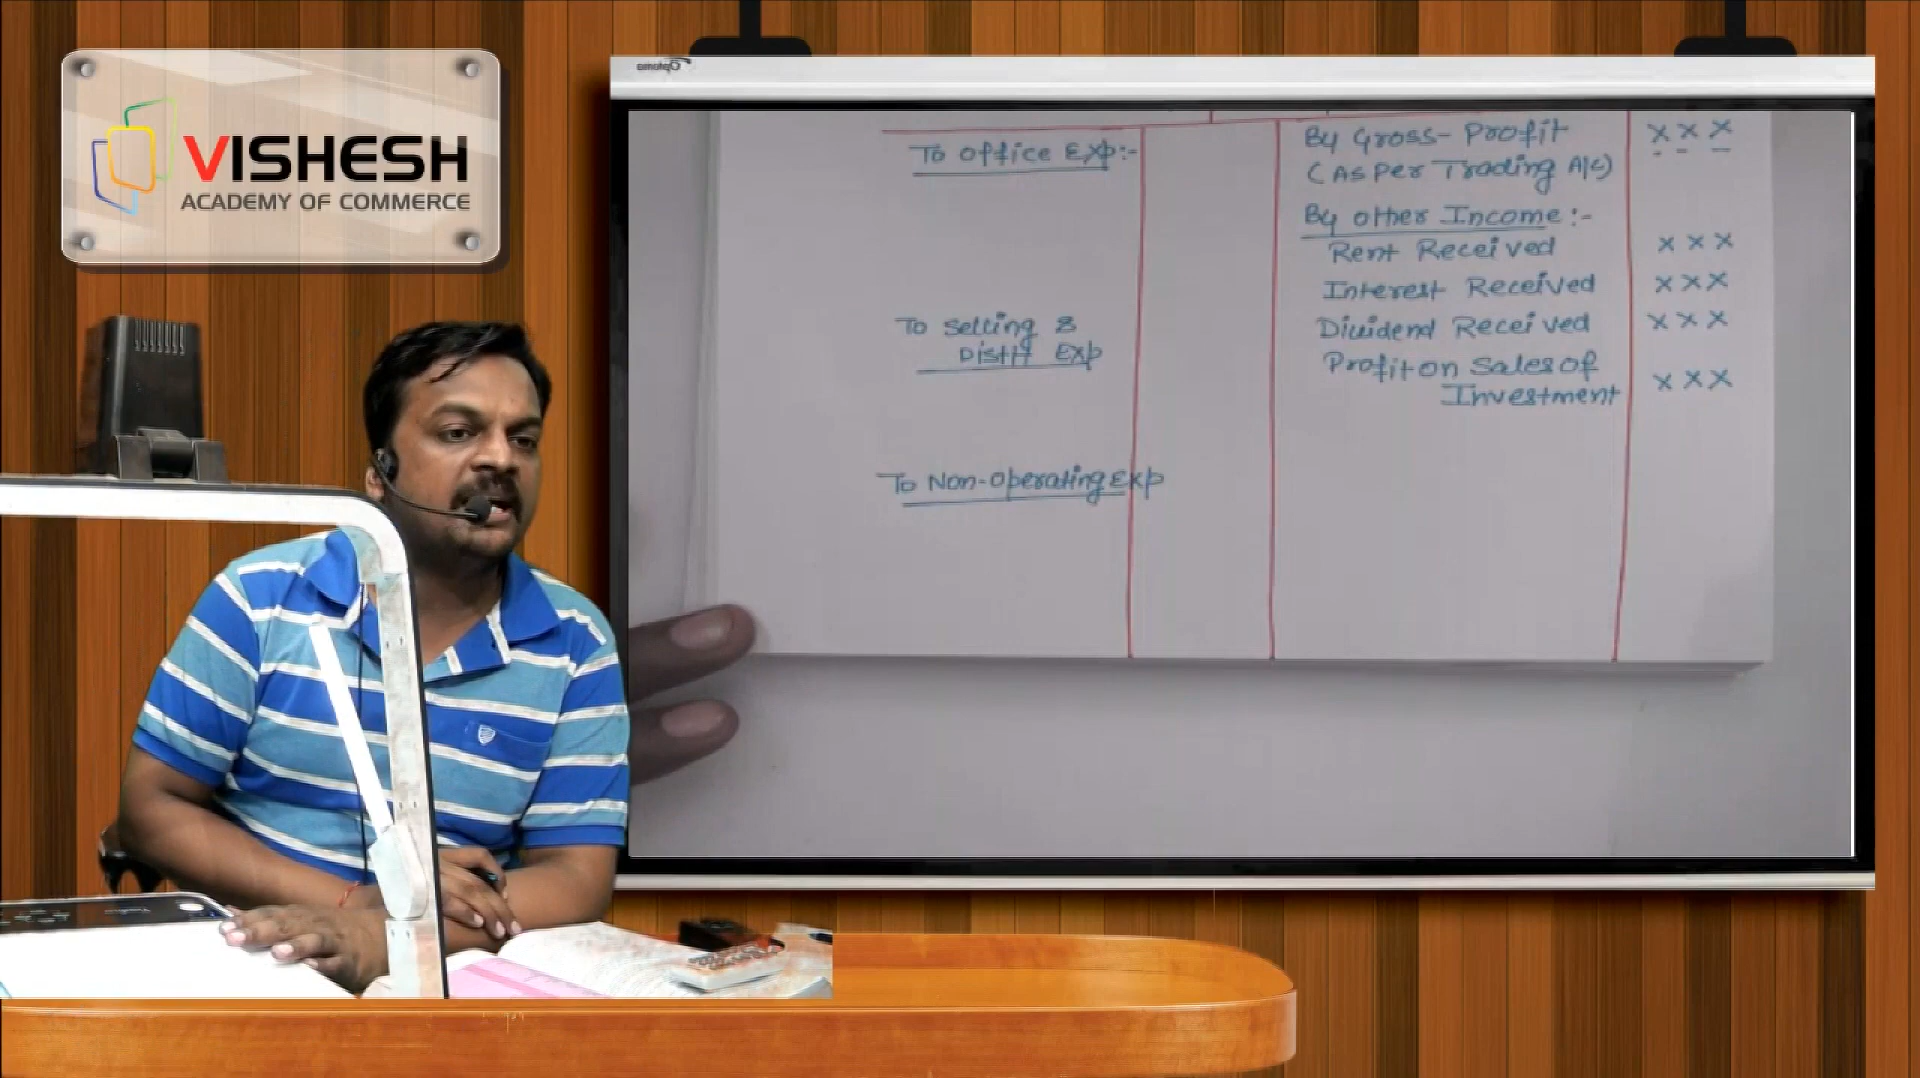 VISHESH
ACADEMY OF COMMERCE
Optoma
To office Exp:-
To Selling &
Distn Exp
To Non-Operating Exp
By Gross-Profit xxx
(As Per Trading A/c)
By other Income :-
Rent Received xxx
Interest Received xxx
Dividend Received xxx
Profit on Sales of
Investment xxx